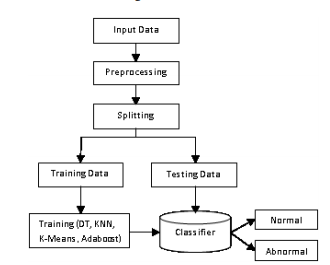 Input Data
Preprocessing
Splitting
Training Data
Testing Data
Training (DT, KNN,
K-Means, Adaboost)
Classifier
Normal
Abnormal